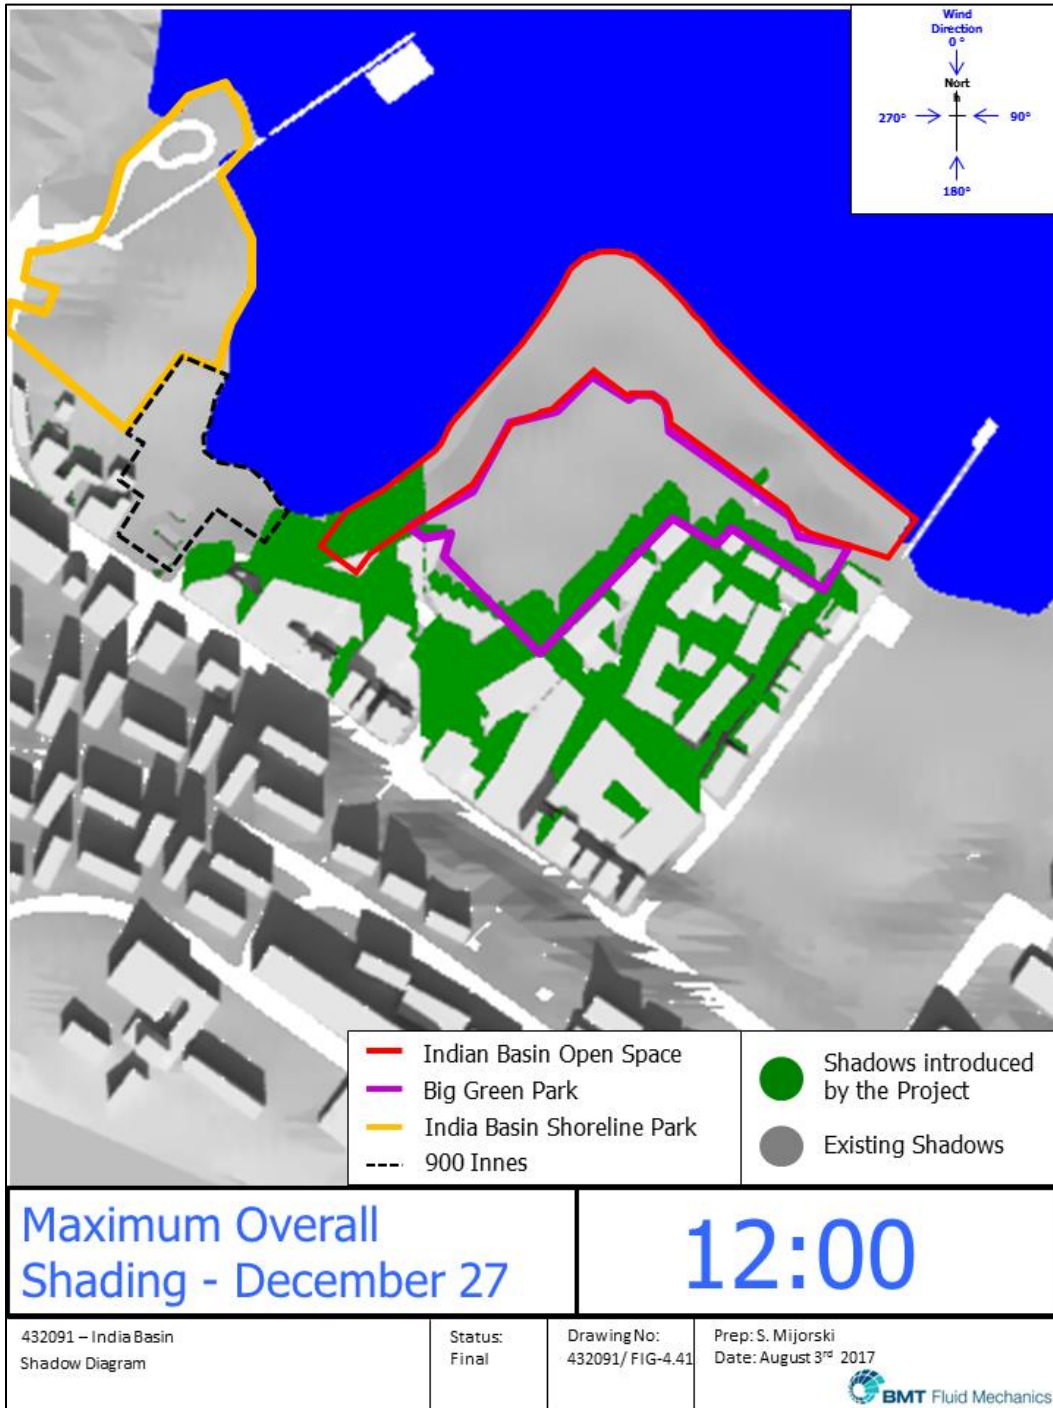 Wind
Direction
0 °
Nort
h
270°
90°
180°
Indian Basin Open Space
Big Green Park
India Basin Shoreline Park
900 Innes
Shadows introduced
by the Project
Existing Shadows
Maximum Overall
Shading - December 27
12:00
432091 – India Basin
Shadow Diagram
Status:
Final
Drawing No:
432091/ FIG-4.41
Prep: S. Mijorski
Date: August 3rd 2017
BMT Fluid Mechanics